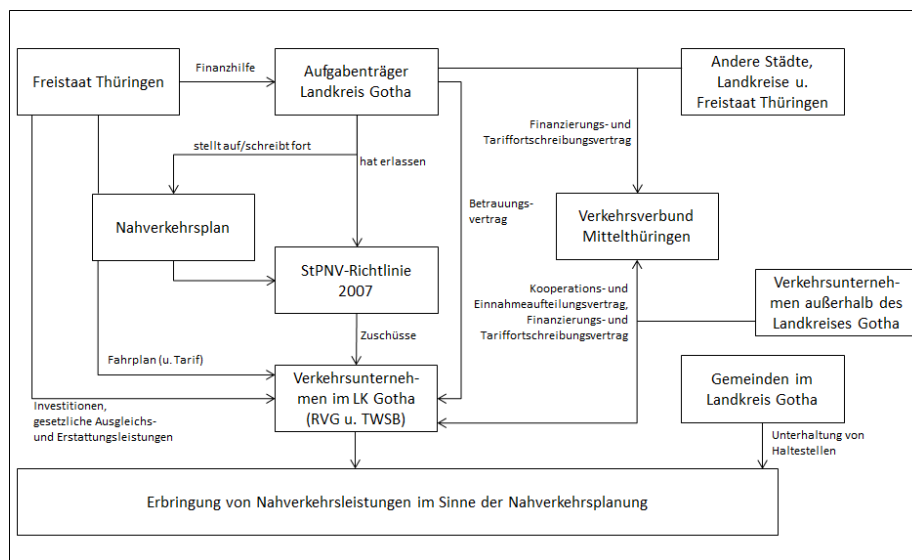 Freistaat Thüringen
Finanzhilfe
Aufgabenträger
Landkreis Gotha
Andere Städte,
Landkreise u.
Freistaat Thüringen
Finanzierungs- und
Tariffortschreibungsvertrag
stellt auf/schreibt fort
hat erlassen
Nahverkehrsplan
Betrauungs-
vertrag
Verkehrsverbund
Mittelthüringen
StPNV-Richtlinie
2007
Kooperations- und
Einnahmeaufteilungsvertrag,
Finanzierungs- und
Tariffortschreibungsvertrag
Verkehrsunterneh-
men außerhalb des
Landkreises Gotha
Zuschüsse
Fahrplan (u. Tarif)
Verkehrsunterneh-
men im LK Gotha
(RVG u. TWSB)
Gemeinden im
Landkreis Gotha
Investitionen,
gesetzliche Ausgleichs-
und Erstattungsleistungen
Unterhaltung von
Haltestellen
Erbringung von Nahverkehrsleistungen im Sinne der Nahverkehrsplanung